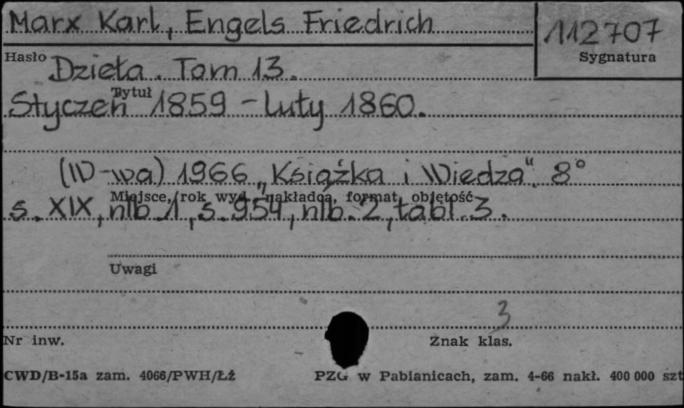 Marx Karl, Engels Friedrich
112707
Hasło
Sygnatura
Dzieła. Tom 13.
Tytuł
Styczeń 1859 - Luty 1860.
(W-wa) 1966 „Książka i Wiedza". 8°
Miejsce, rok wyd., nakładca, format, objętość
s. XIX, nlb. 1, s. 954, nlb. 2, tabl. 3.
Uwagi
3
Nr inw.
Znak klas.
CWD/B-15a zam. 4066/PWH/Łż
PZG w Pabianicach, zam. 4-66 nakł. 400 000 szt